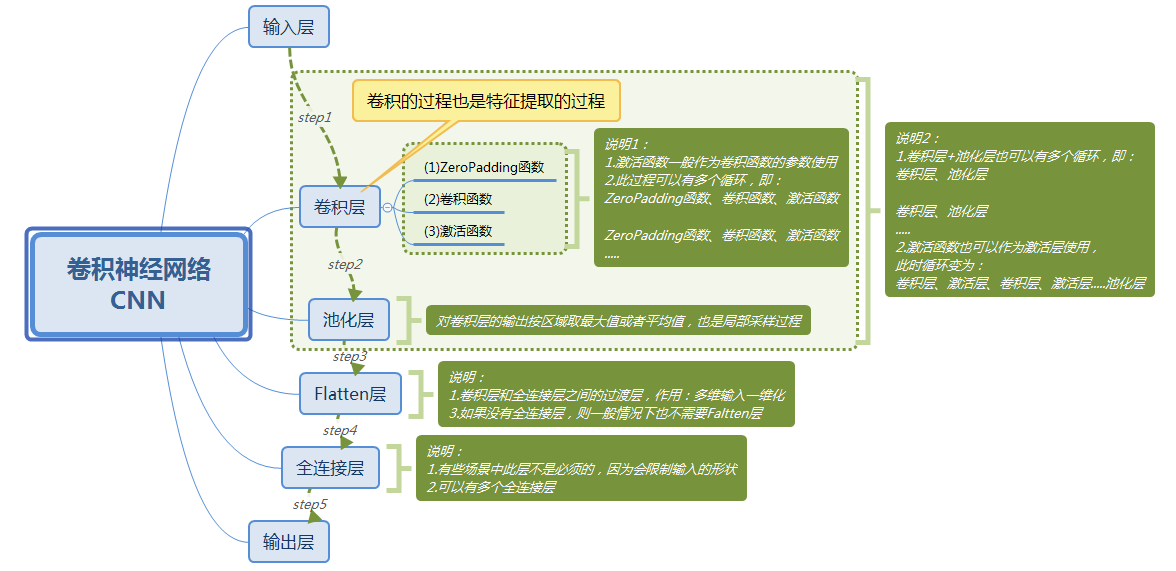 输入层
step1
卷积的过程也是特征提取的过程
卷积层
(1)ZeroPadding函数
(2)卷积函数
(3)激活函数
说明1：
1.激活函数一般作为卷积函数的参数使用
2.此过程可以有多个循环，即：
ZeroPadding函数、卷积函数、激活函数
ZeroPadding函数、卷积函数、激活函数
.....
说明2：
1.卷积层+池化层也可以有多个循环，即：
卷积层、池化层
卷积层、池化层
.....
2.激活函数也可以作为激活层使用，
此时循环变为：
卷积层、激活层、卷积层、激活层.....池化层
卷积神经网络
CNN
step2
池化层
对卷积层的输出按区域取最大值或者平均值，也是局部采样过程
step3
Flatten层
说明：
1.卷积层和全连接层之间的过渡层，作用：多维输入一维化
3.如果没有全连接层，则一般情况下也不需要Faltten层
step4
全连接层
说明：
1.有些场景中此层不是必须的，因为会限制输入的形状
2.可以有多个全连接层
step5
输出层